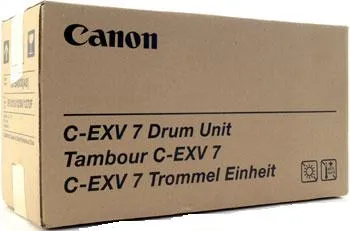 Canon
C-EXV 7 Drum Unit
Tambour C-EXV 7
C-EXV 7 Trommel Einheit